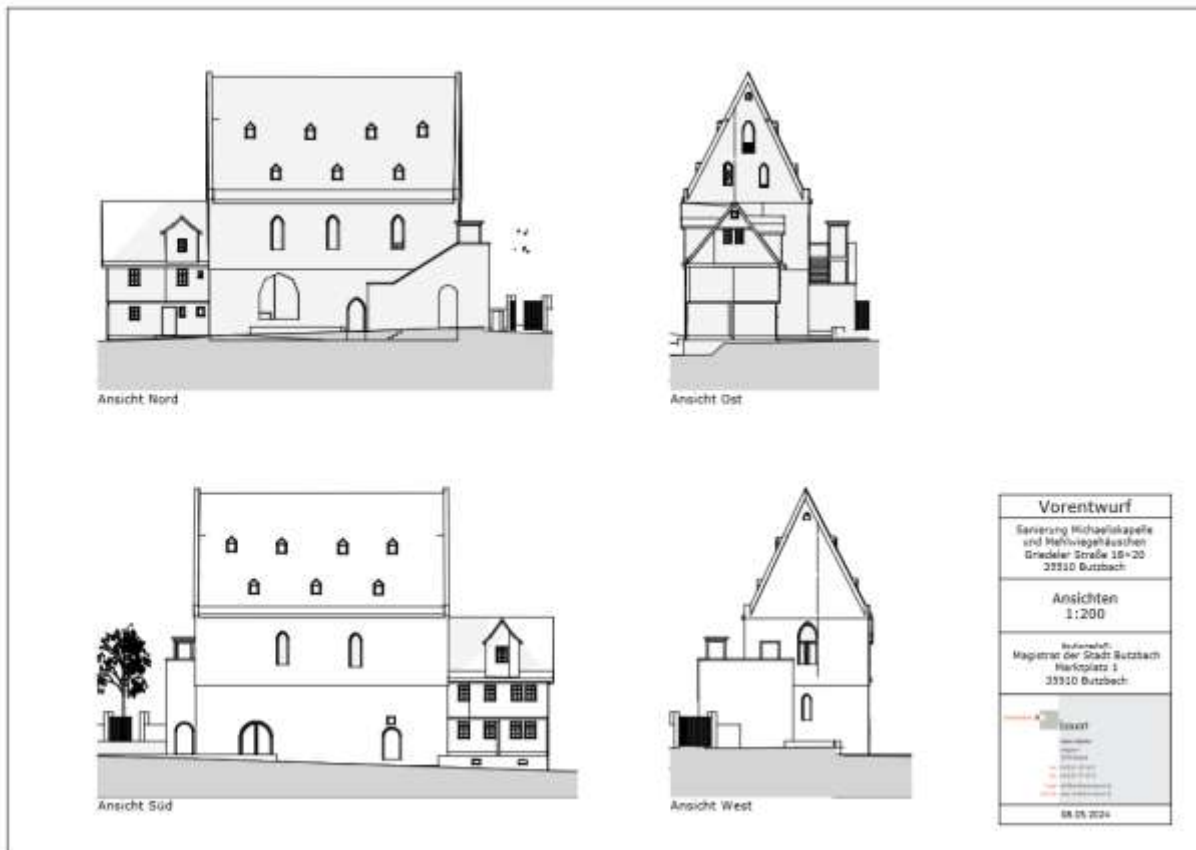 Ansicht Nord
Ansicht Ost
Ansicht Süd
Ansicht West
Vorentwurf
Sanierung Michaeliskapelle
und Mehlwiegehäuschen
Griedeler Straße 18-20
35510 Butzbach
Ansichten
1:200
Magistrat der Stadt Butzbach
Marktplatz 1
35510 Butzbach
08.05.2024